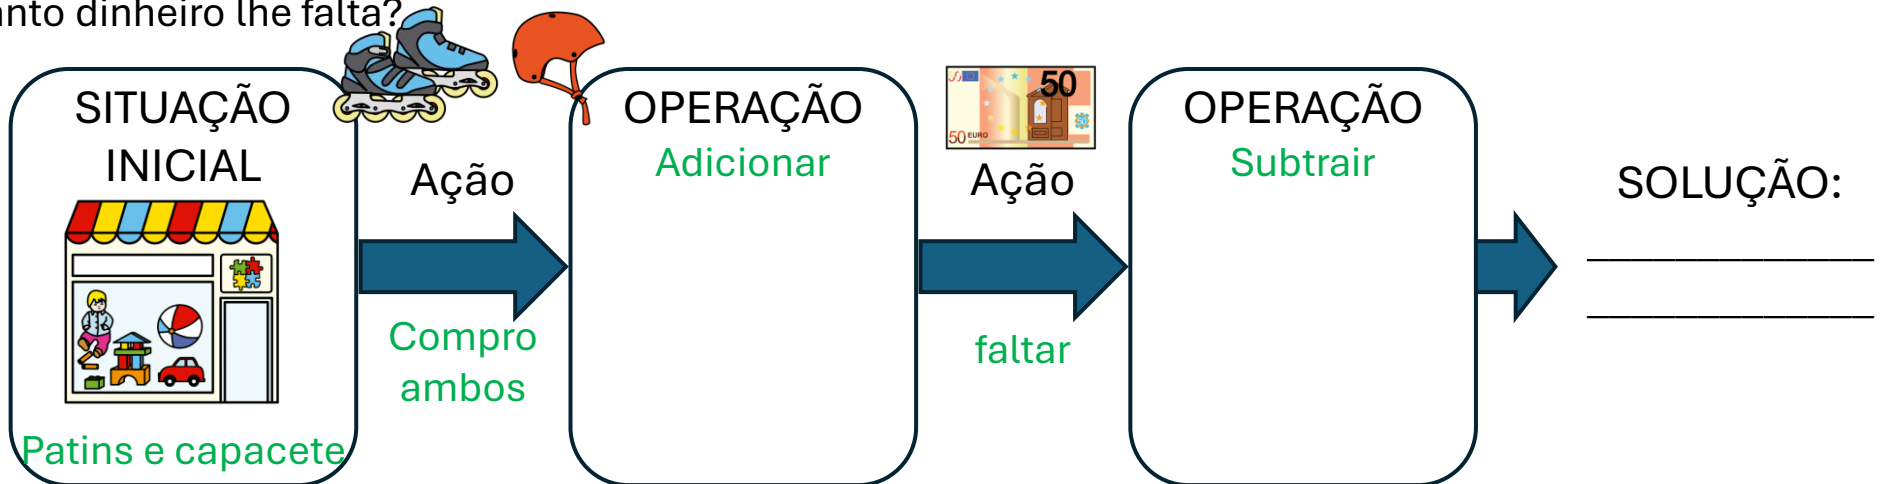 dinheiro lhe falta?
SITUAÇÃO
INICIAL
Patins e capacete
Ação
Compro
ambos
OPERAÇÃO
Adicionar
50
50 EURO
Ação
faltar
OPERAÇÃO
Subtrair
SOLUÇÃO: